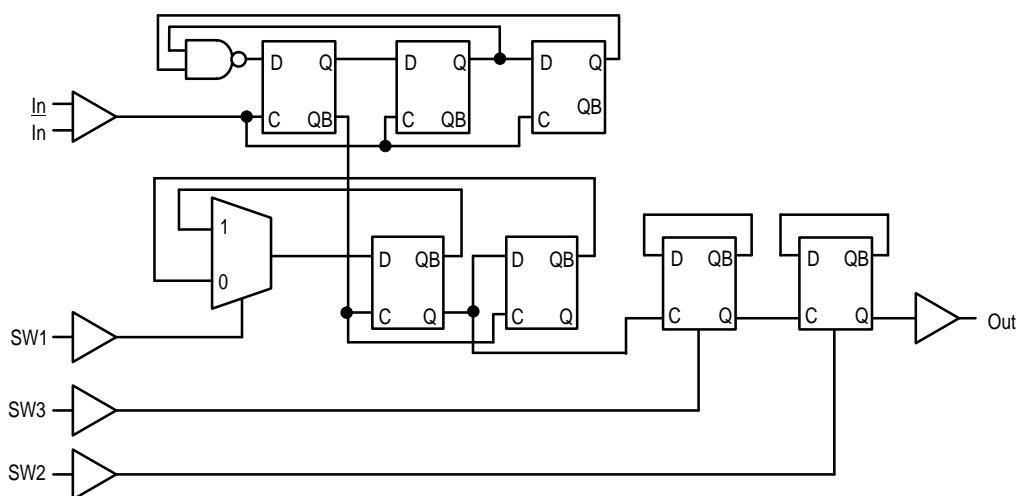 D Q D Q D Q
In
In
C QB C QB C QB
1
0
D QB D QB D QB D QB
C Q C Q C Q C Q
Out
SW1
SW3
SW2